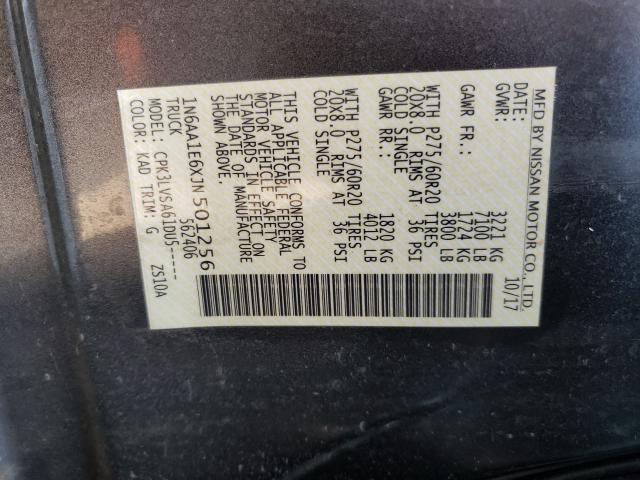 MFD BY NISSAN MOTOR CO., LTD.
DATE: 10/17
GVWR: 3221 KG
7100 LB
GAWR FR.: 1724 KG
3800 LB
WITH P275/60R20 TIRES
20X8.0 RIMS AT 36 PSI
COLD SINGLE
GAWR RR.: 1820 KG
4012 LB
WITH P275/60R20 TIRES
20X8.0 RIMS AT 36 PSI
COLD SINGLE
THIS VEHICLE CONFORMS TO
ALL APPLICABLE FEDERAL
MOTOR VEHICLE SAFETY
STANDARDS IN EFFECT ON
THE DATE OF MANUFACTURE
SHOWN ABOVE.
1N6AA1E6XJN501256
TRUCK 562406
MODEL: CPK3LVSA61DU5-----
COLOR: KAD TRIM: G ZS10A